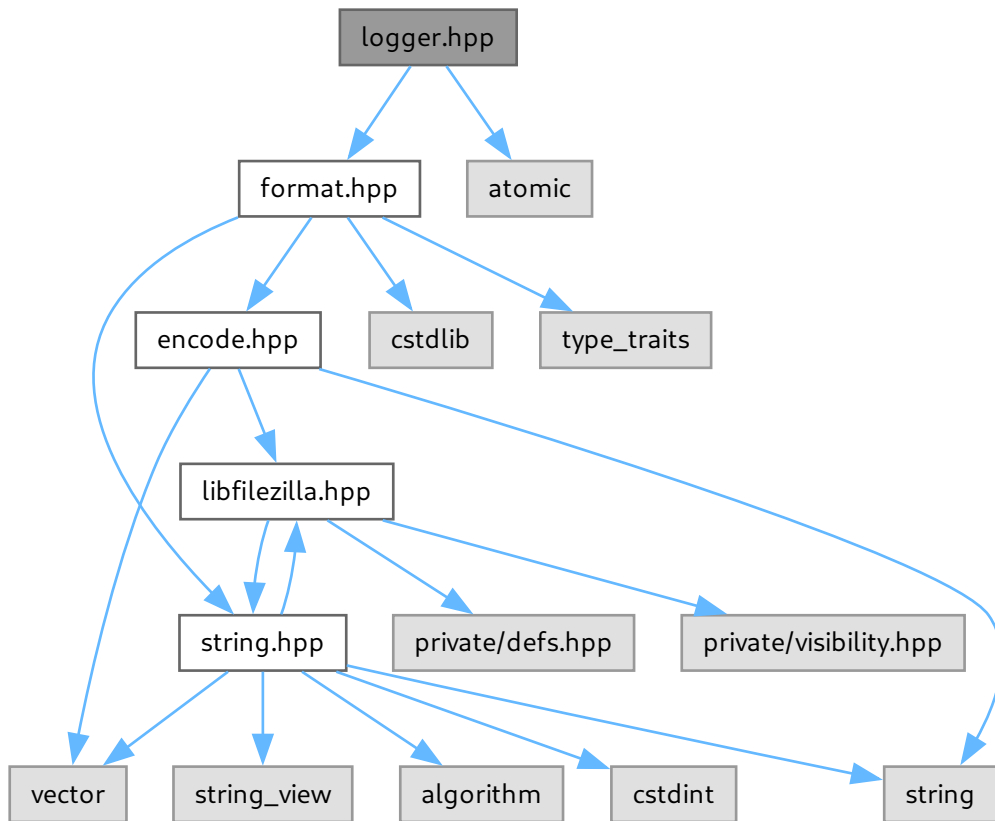 logger.hpp
format.hpp
atomic
encode.hpp
cstdlib
type_traits
libfilezilla.hpp
string.hpp
private/defs.hpp
private/visibility.hpp
vector
string_view
algorithm
cstdint
string